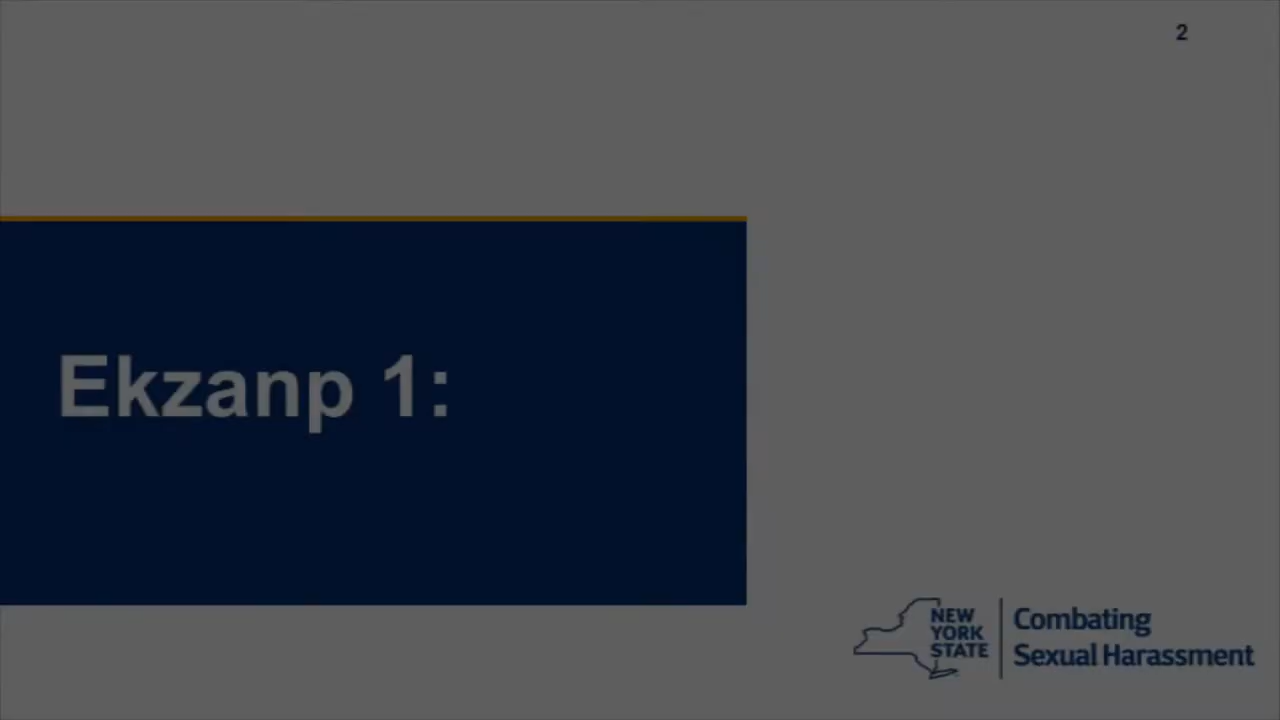 2
Ekzanp 1:
NEW
YORK
STATE
Combating
Sexual Harassment